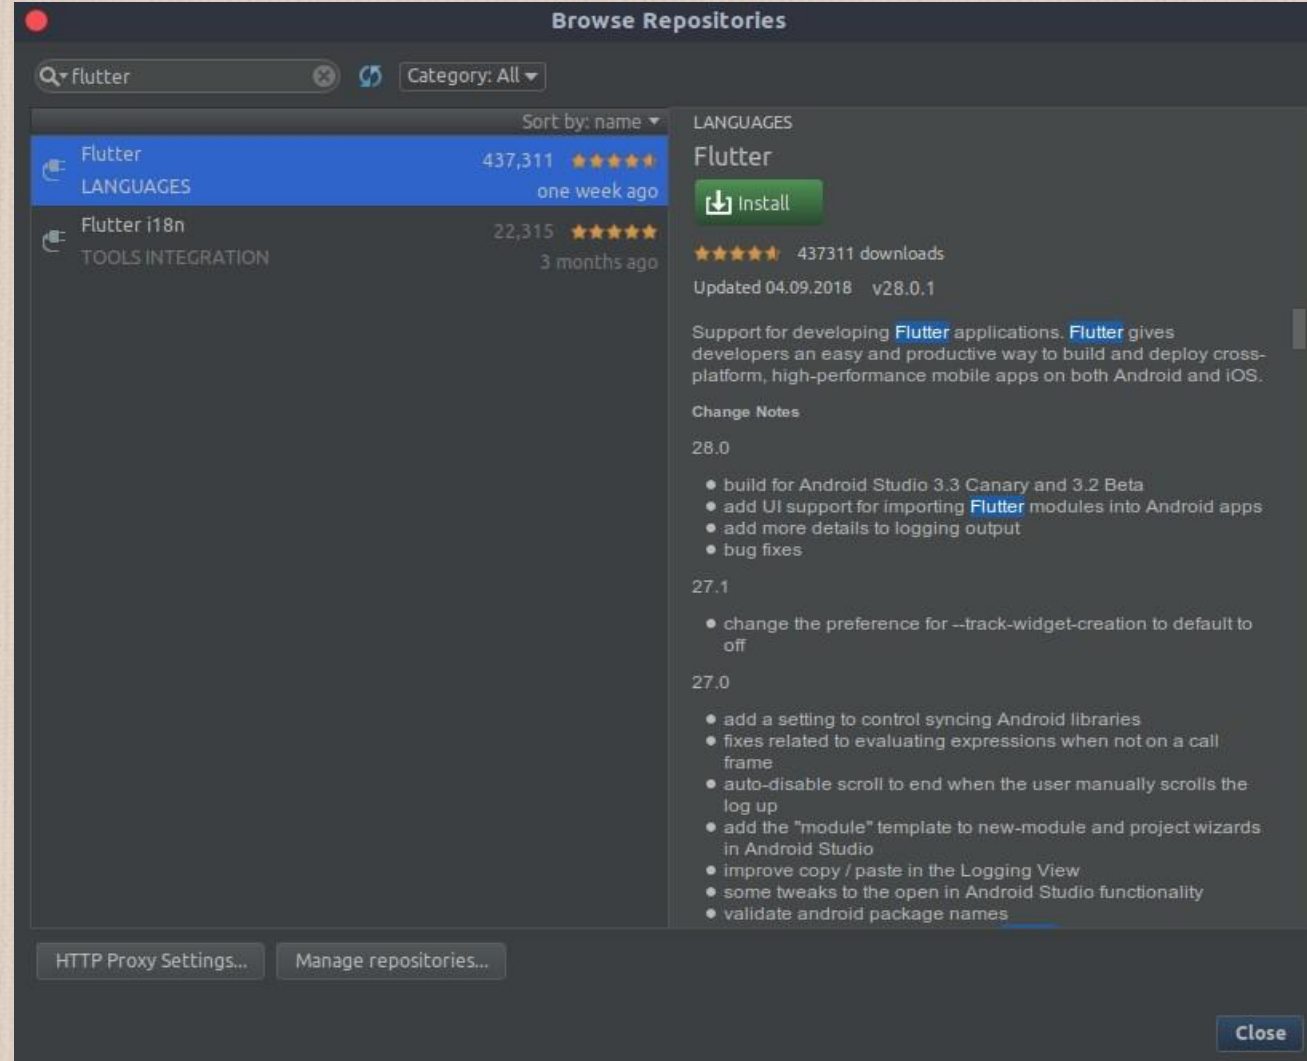 Browse Repositories
flutter
Category: All
Sort by: name
Flutter
437,311
LANGUAGES
one week ago
Flutter i18n
22,315
TOOLS INTEGRATION
3 months ago
LANGUAGES
Flutter
Install
437311 downloads
Updated 04.09.2018 v28.0.1
Support for developing Flutter applications. Flutter gives
developers an easy and productive way to build and deploy cross-
platform, high-performance mobile apps on both Android and iOS.
Change Notes
28.0
● build for Android Studio 3.3 Canary and 3.2 Beta
● add UI support for importing Flutter modules into Android apps
● add more details to logging output
● bug fixes
27.1
● change the preference for --track-widget-creation to default to
off
27.0
● add a setting to control syncing Android libraries
● fixes related to evaluating expressions when not on a call
frame
● auto-disable scroll to end when the user manually scrolls the
log up
● add the "module" template to new-module and project wizards
in Android Studio
● improve copy / paste in the Logging View
● some tweaks to the open in Android Studio functionality
● validate android package names
HTTP Proxy Settings...
Manage repositories...
Close